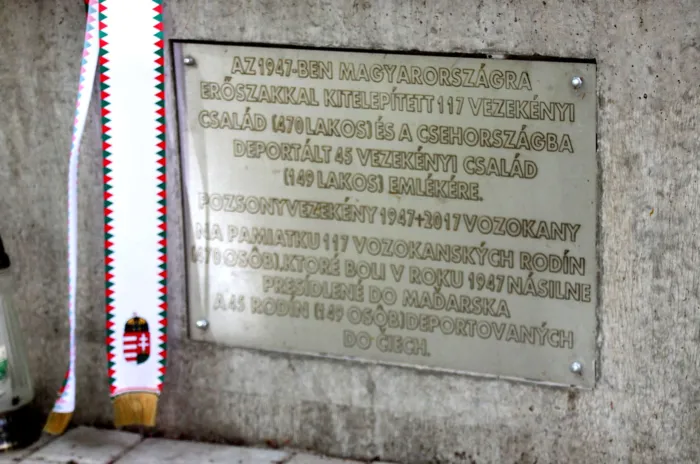 AZ 1947-BEN MAGYARORSZÁGRA
ERŐSZAKKAL KITELEPÍTETT 117 VEZEKÉNYI
CSALÁD (470 LAKOS) ÉS A CSEHORSZÁGBA
DEPORTÁLT 45 VEZEKÉNYI CSALÁD
(149 LAKOS) EMLÉKÉRE.
POZSONYVEZEKÉNY 1947+2017 VOZOKANY
NA PAMIATKU 117 VOZOKANSKÝCH RODÍN
(470 OSÔB), KTORÉ BOLI V ROKU 1947 NÁSILNE
PRESÍDLENÉ DO MAĎARSKA
A 45 RODÍN (149 OSÔB) DEPORTOVANÝCH
DO ČIECH.